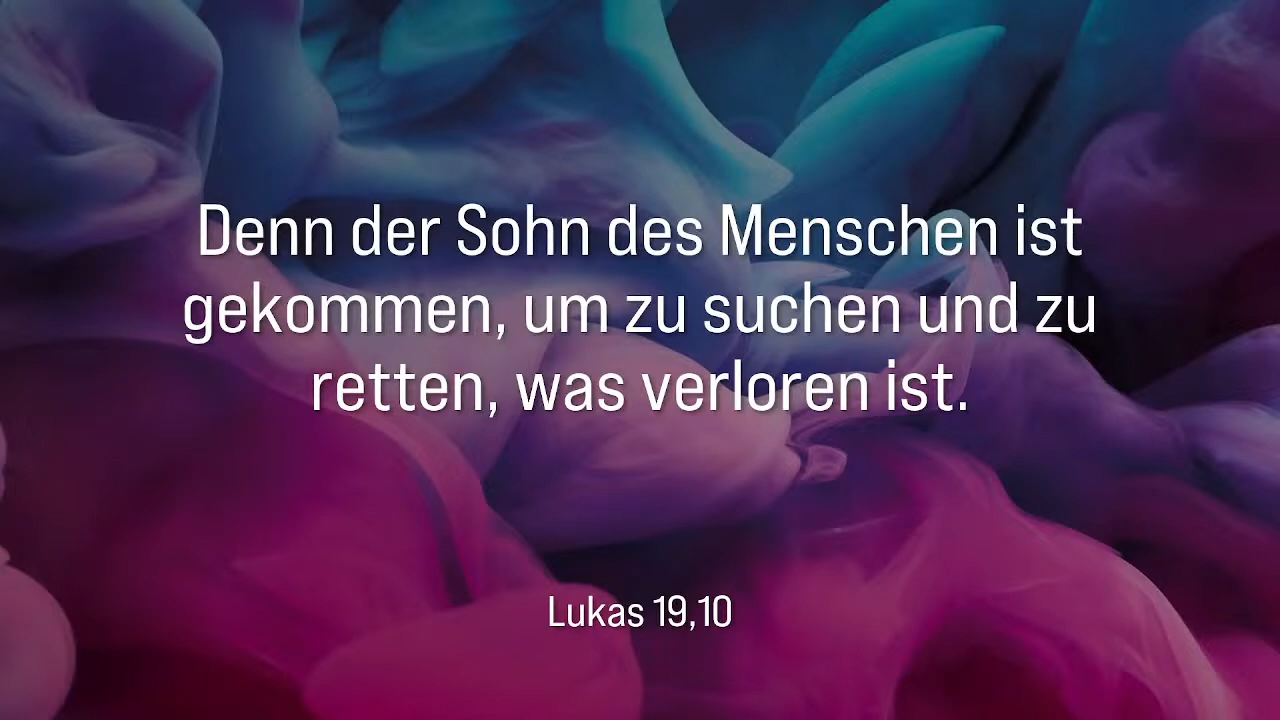 Denn der Sohn des Menschen ist
gekommen, um zu suchen und zu
retten, was verloren ist.
Lukas 19,10